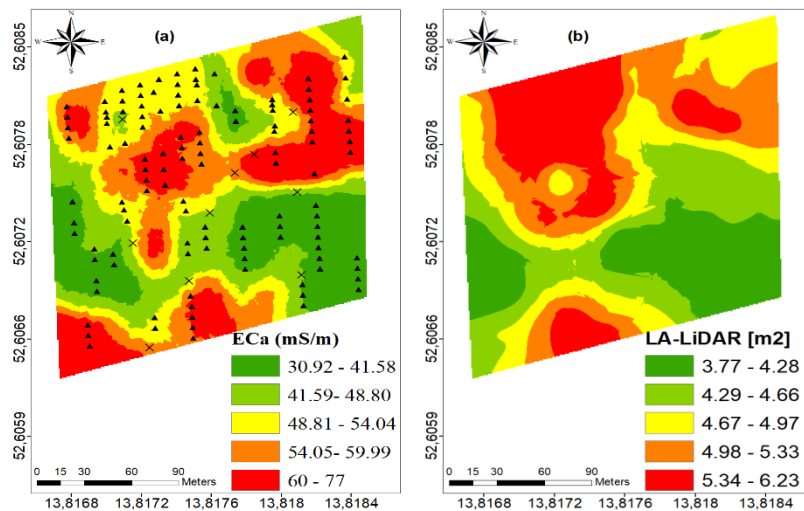 (a)
N
W E
S
52,6085
52,6078
52,6072
52,6066
52,6059
ECa (mS/m)
30.92 - 41.58
41.59 - 48.80
48.81 - 54.04
54.05- 59.99
60 - 77
0 15 30 60 90
Meters
13,8168 13,8172 13,8176 13,818 13,8184
(b)
N
W E
S
52,6085
52,6078
52,6072
52,6066
52,6059
LA-LiDAR [m2]
3.77 - 4.28
4.29 - 4.66
4.67 - 4.97
4.98 - 5.33
5.34 - 6.23
0 15 30 60 90
Meters
13,8168 13,8172 13,8176 13,818 13,8184